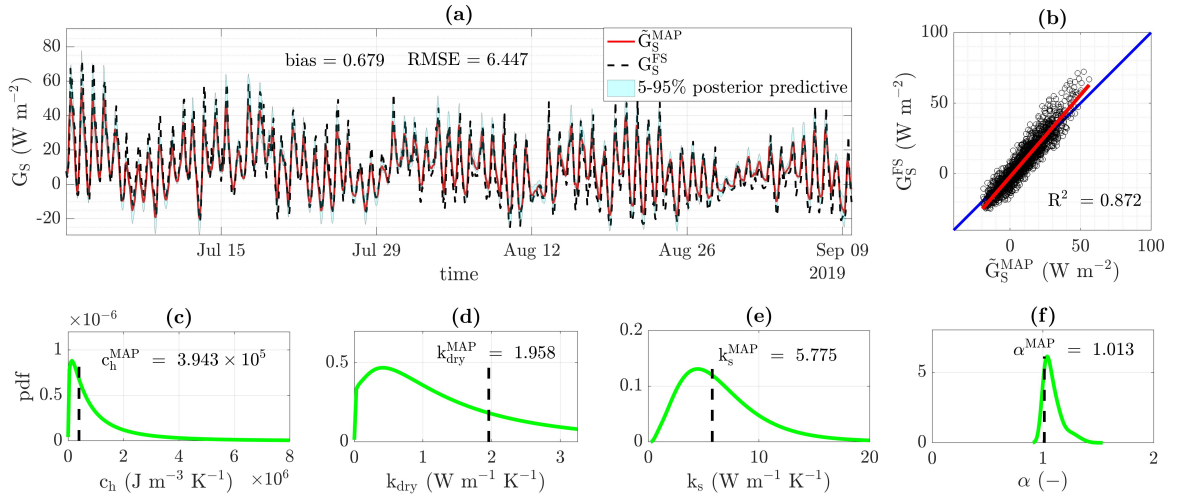 (a)
80
60
40
20
0
-20
G_S (W m^−2)
bias = 0.679 RMSE = 6.447
G̃_S^MAP
G_S^FS
5-95% posterior predictive
Jul 15 Jul 29 Aug 12 Aug 26 Sep 09
time
2019
(b)
100
50
0
G_S^FS (W m^−2)
R² = 0.872
0 50 100
G̃_S^MAP (W m^−2)
(c)
×10^−6
1
0.5
0
pdf
c_h^MAP = 3.943 × 10^5
0 2 4 6 8
c_h (J m^−3 K^−1) ×10^6
(d)
0.5
0
k_dry^MAP = 1.958
0 1 2 3
k_dry (W m^−1 K^−1)
(e)
0.2
0.1
0
k_s^MAP = 5.775
0 5 10 15 20
k_s (W m^−1 K^−1)
(f)
5
0
α^MAP = 1.013
0 1 2
α (−)